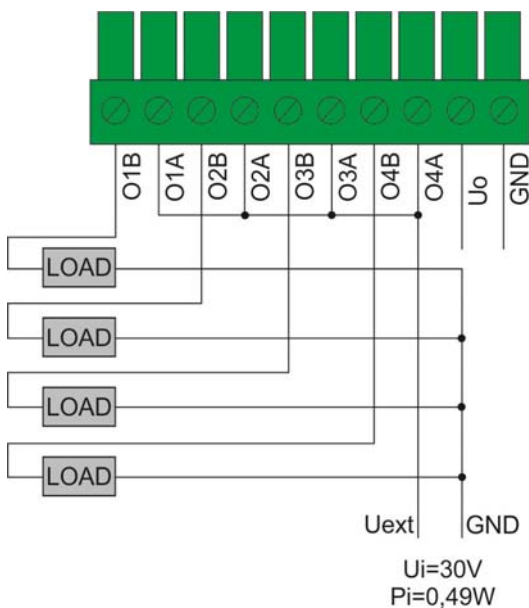 O1B
O1A
O2B
O2A
O3B
O3A
O4B
O4A
Uo
GND
LOAD
LOAD
LOAD
LOAD
Uext GND
Ui=30V
Pi=0,49W